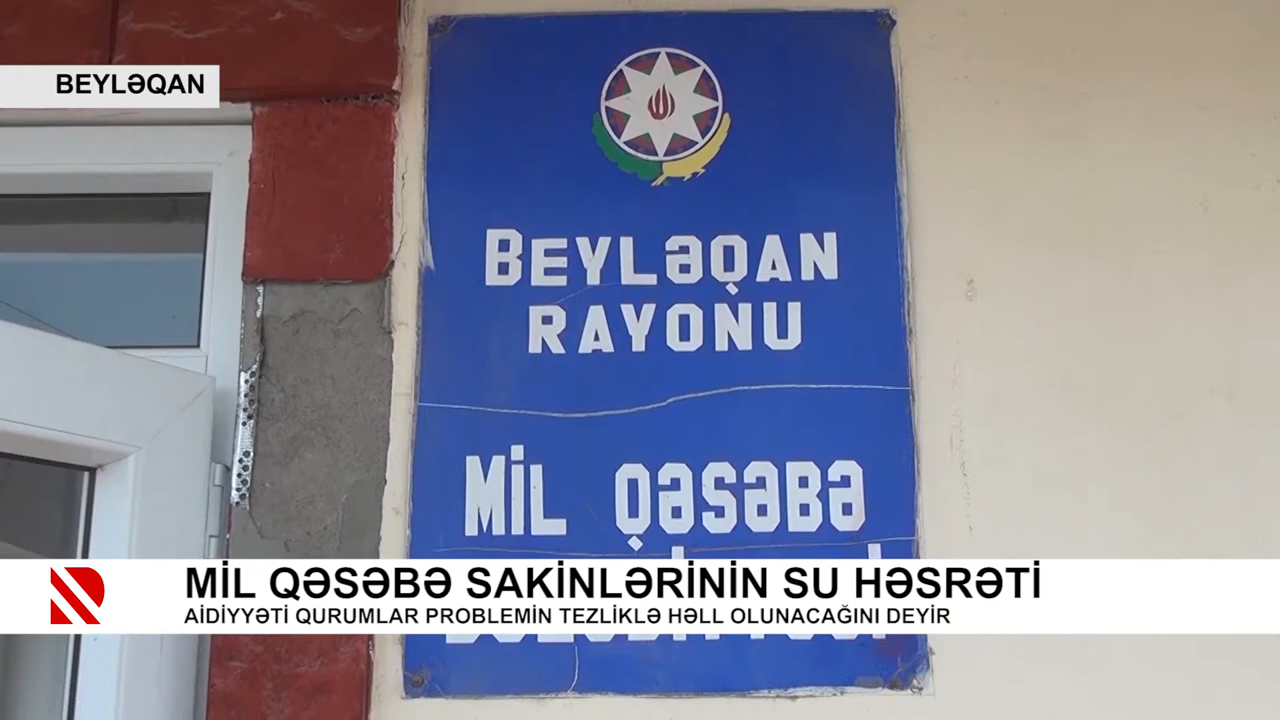 BEYLƏQAN
BEYLƏQAN
RAYONU
MİL QƏSƏBƏ
MİL QƏSƏBƏ SAKİNLƏRİNİN SU HƏSRƏTİ
AİDİYYƏTİ QURUMLAR PROBLEMİN TEZLİKLƏ HƏLL OLUNACAĞINI DEYİR